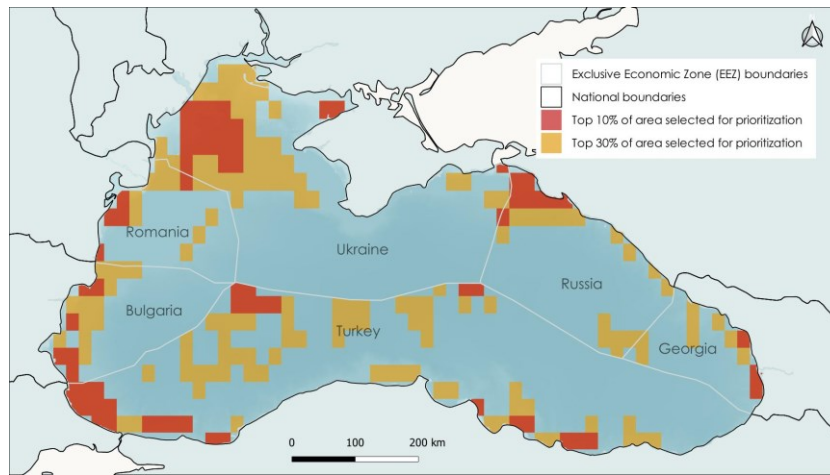 Exclusive Economic Zone (EEZ) boundaries
National boundaries
Top 10% of area selected for prioritization
Top 30% of area selected for prioritization
Romania
Ukraine
Bulgaria
Russia
Turkey
Georgia
0 100 200 km